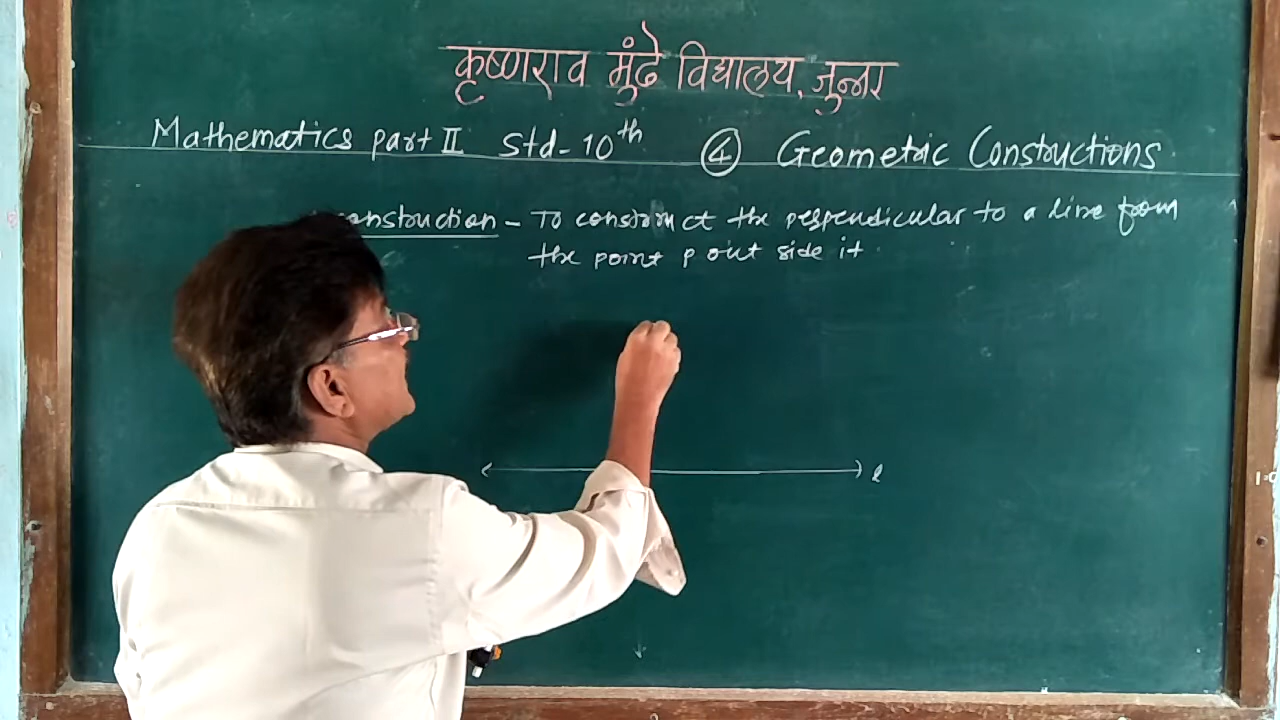 कृष्णराव मुंढे विद्यालय, जुन्नर
Mathematics part II Std - 10th ④ Geometric Constructions
construction - To construct the perpendicular to a line from
the point P out side it.
l